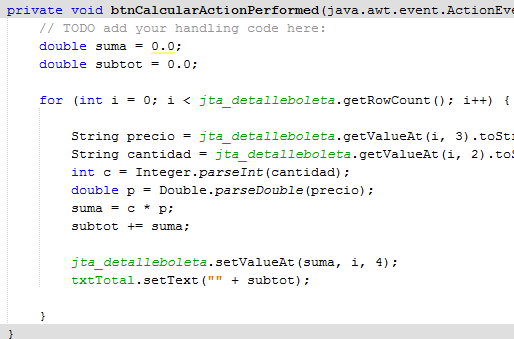 private void btnCalcularActionPerformed(java.awt.event.ActionEve
// TODO add your handling code here:
double suma = 0.0;
double subtot = 0.0;
for (int i = 0; i < jta_detalleboleta.getRowCount(); i++) {
String precio = jta_detalleboleta.getValueAt(i, 3).toStr
String cantidad = jta_detalleboleta.getValueAt(i, 2).toS
int c = Integer.parseInt(cantidad);
double p = Double.parseDouble(precio);
suma = c * p;
subtot += suma;
jta_detalleboleta.setValueAt(suma, i, 4);
txtTotal.setText("" + subtot);
}
}